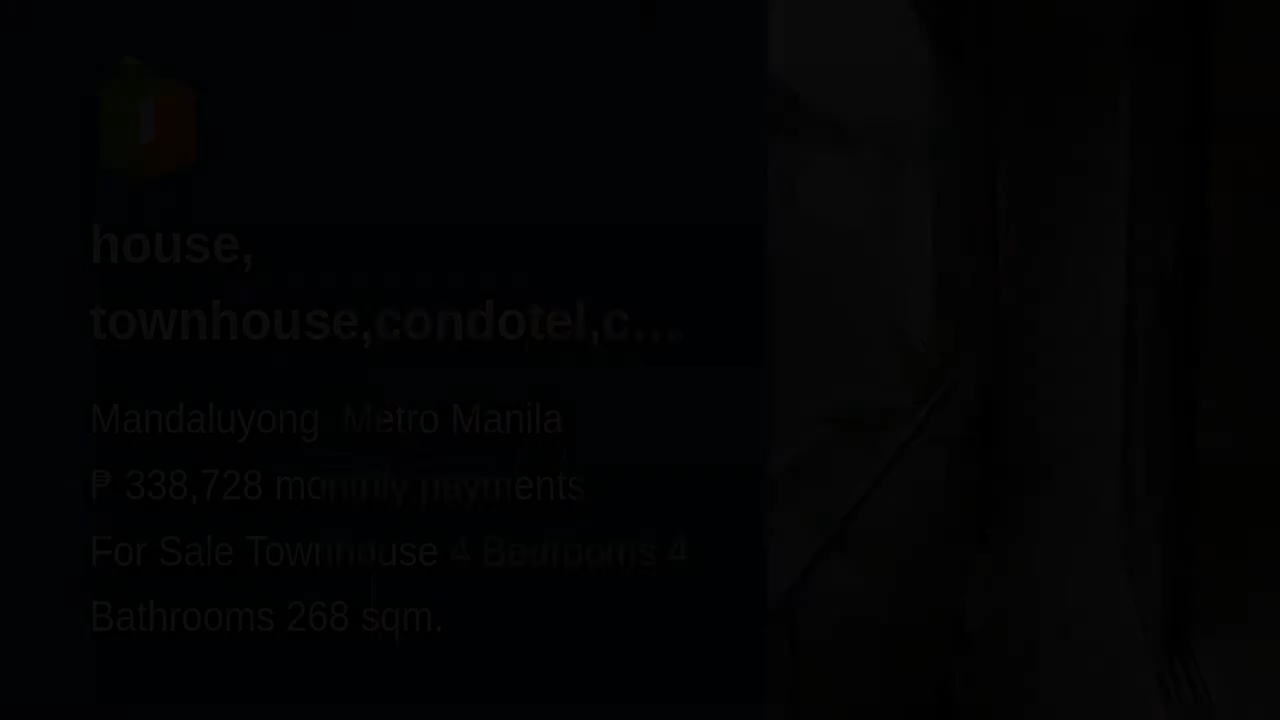 house,
townhouse,condotel,c...
Mandaluyong Metro Manila
₱ 338,728 monthly payments
For Sale Townhouse 4 Bedrooms 4
Bathrooms 268 sqm.